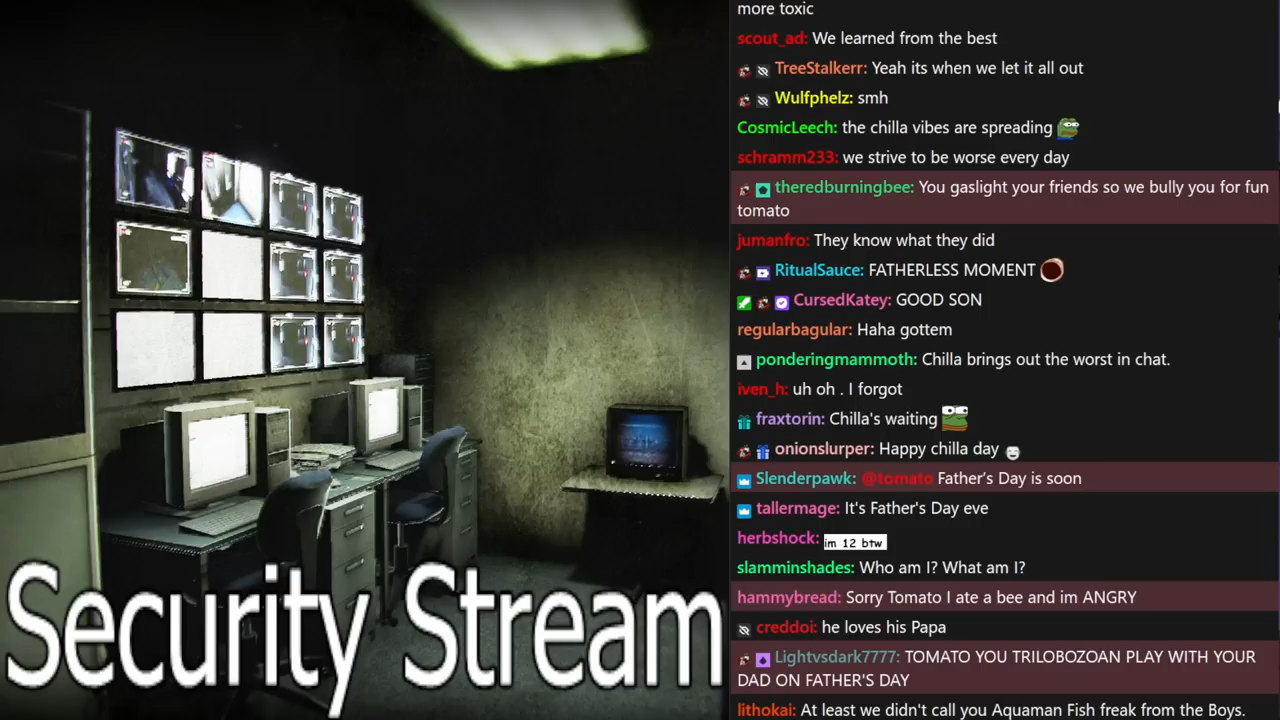 more toxic
scout_ad: We learned from the best
TreeStalkerr: Yeah its when we let it all out
Wulfphelz: smh
CosmicLeech: the chilla vibes are spreading
schramm233: we strive to be worse every day
theredburningbee: You gaslight your friends so we bully you for fun
tomato
jumanfro: They know what they did
RitualSauce: FATHERLESS MOMENT
CursedKatey: GOOD SON
regularbagular: Haha gottem
ponderingmammoth: Chilla brings out the worst in chat.
iven_h: uh oh . I forgot
fraxtorin: Chilla's waiting
onionslurper: Happy chilla day
Slenderpawk: @tomato Father's Day is soon
tallermage: It's Father's Day eve
herbshock: im 12 btw
slamminshades: Who am I? What am I?
hammybread: Sorry Tomato I ate a bee and im ANGRY
creddoi: he loves his Papa
Lightvsdark7777: TOMATO YOU TRILOBOZOAN PLAY WITH YOUR
DAD ON FATHER'S DAY
lithokai: At least we didn't call you Aquaman Fish freak from the Boys.
Security Stream